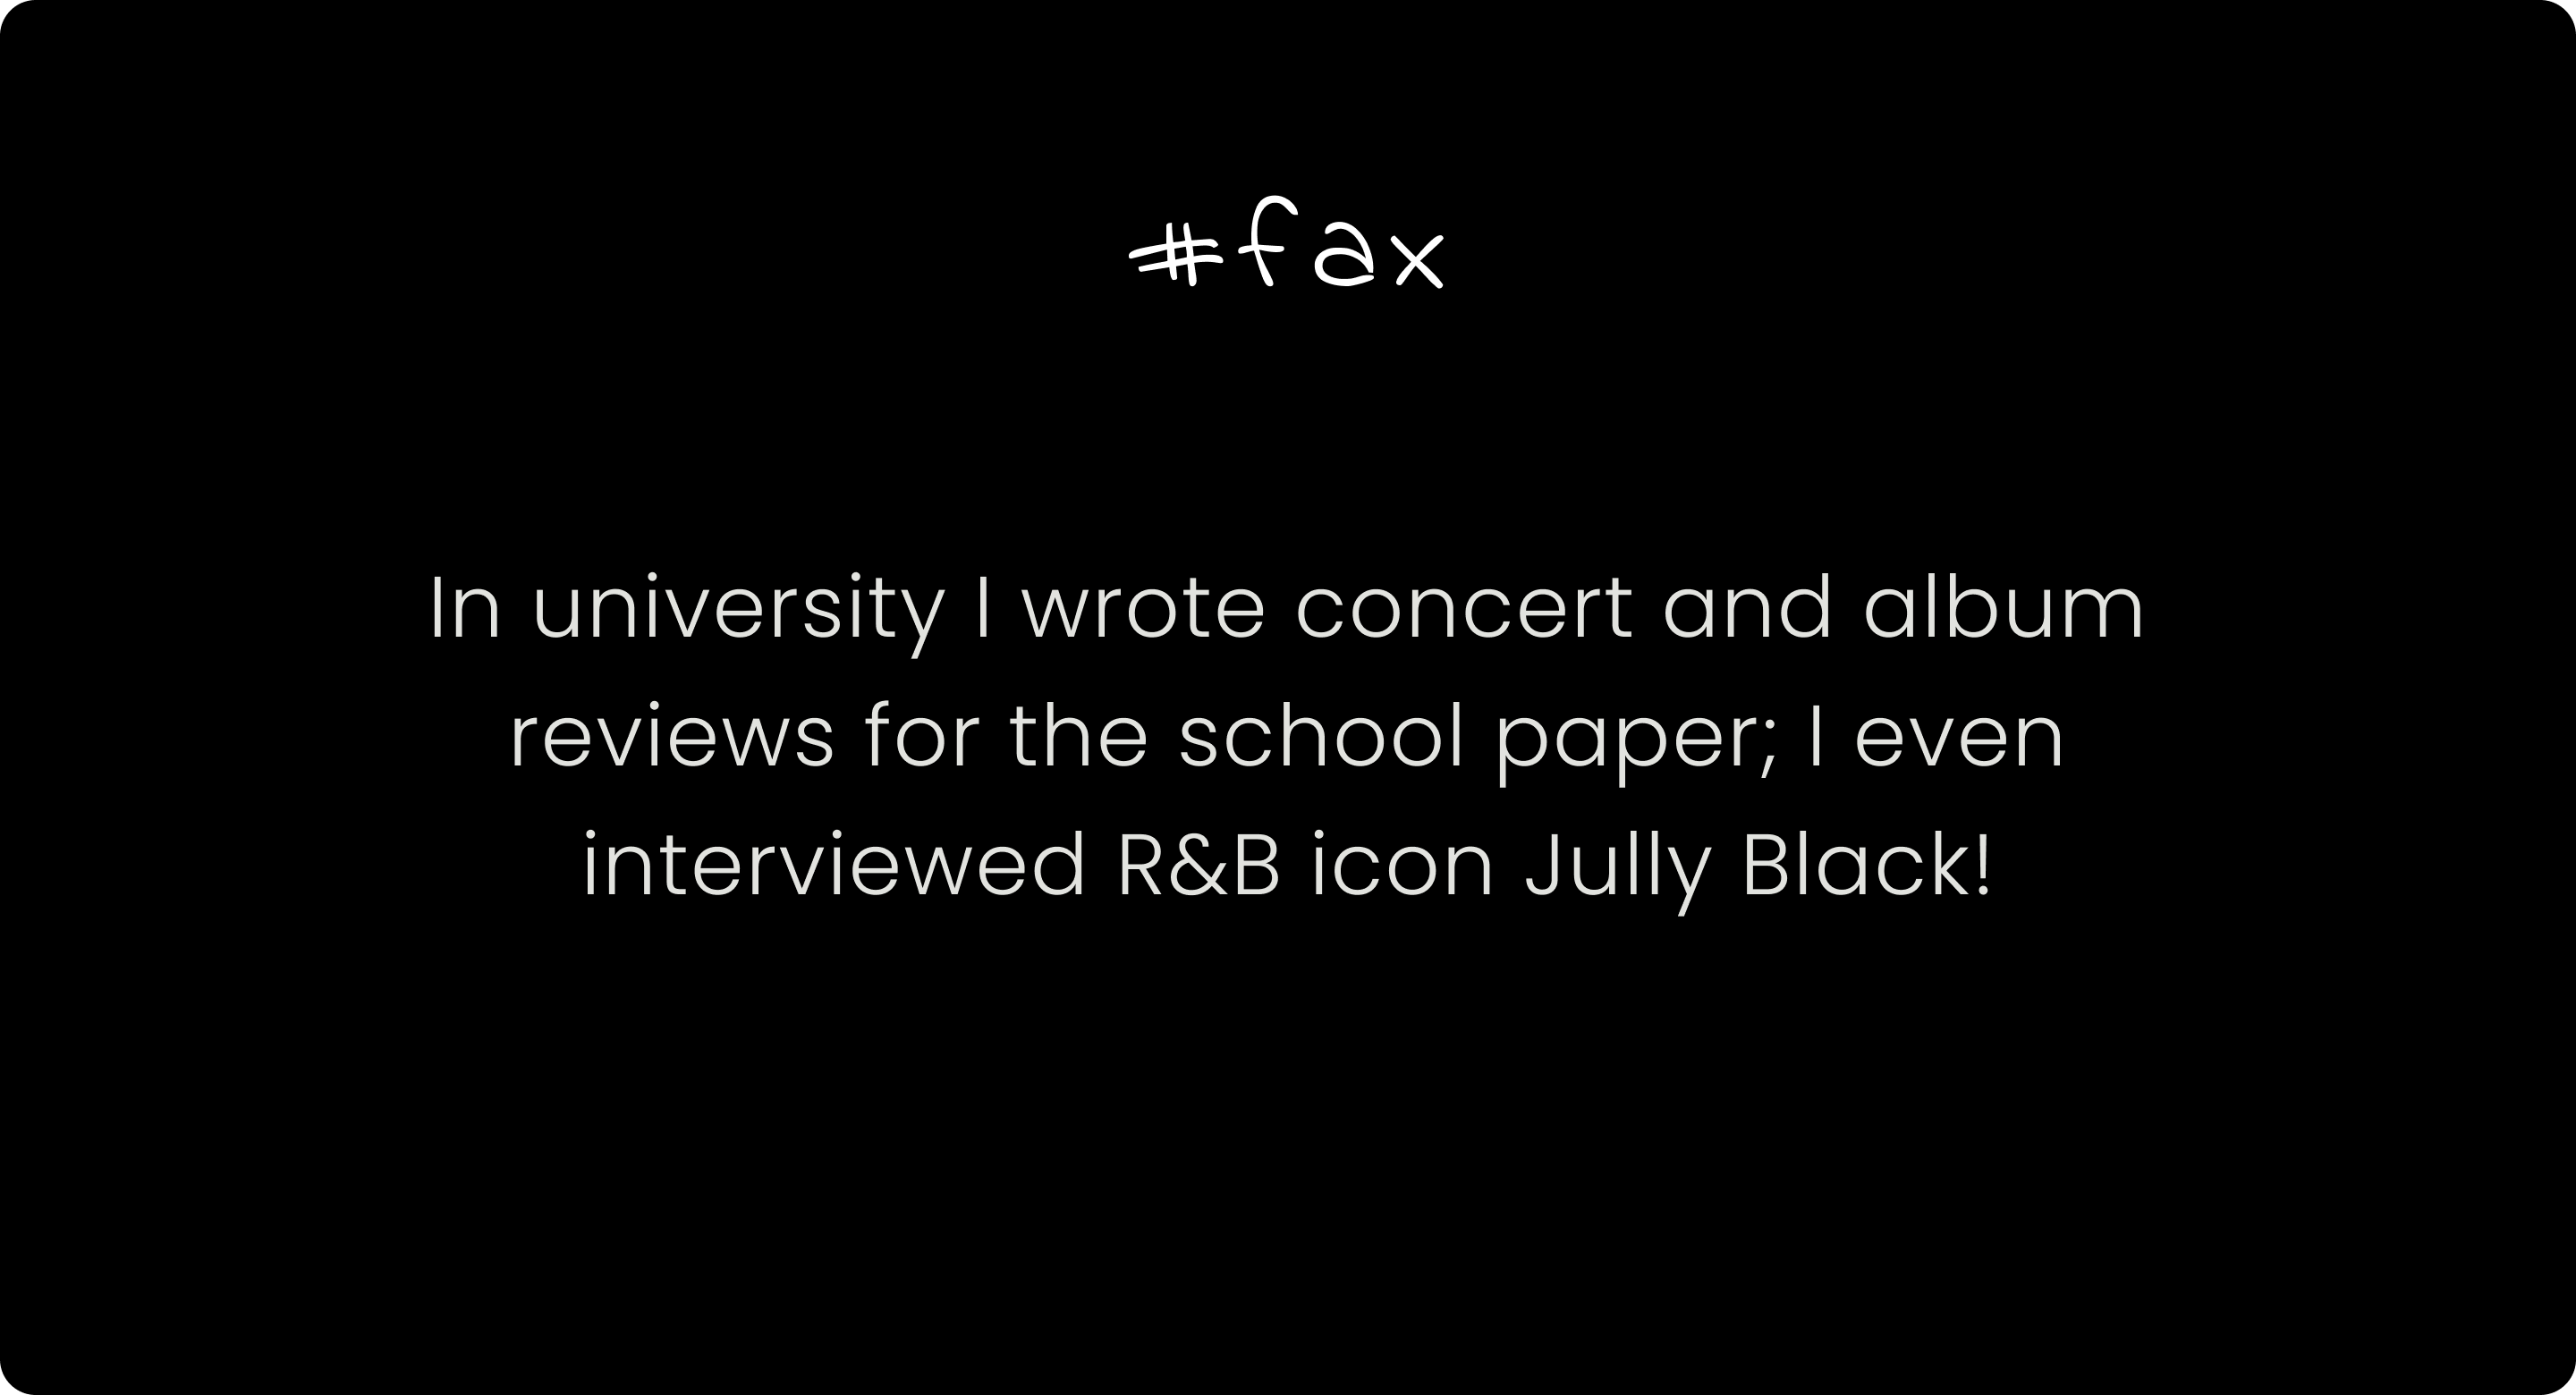 #fax
In university I wrote concert and album
reviews for the school paper; I even
interviewed R&B icon Jully Black!